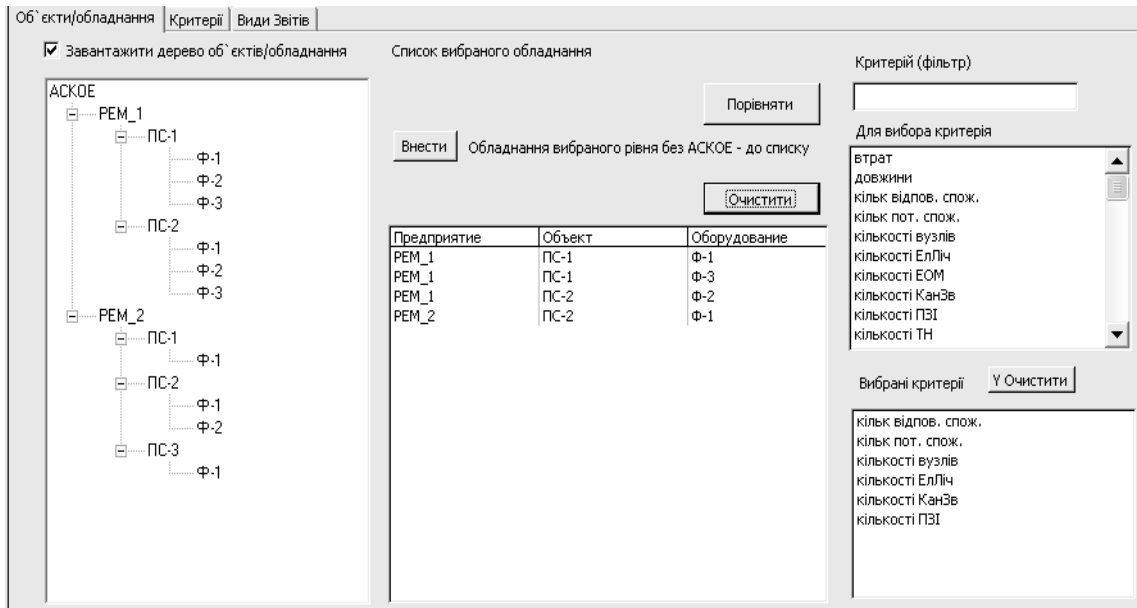 Об`єкти/обладнання Критерії Види Звітів
Завантажити дерево об`єктів/обладнання
АСКОЕ
РЕМ_1
ПС-1
Ф-1
Ф-2
Ф-3
ПС-2
Ф-1
Ф-2
Ф-3
РЕМ_2
ПС-1
Ф-1
ПС-2
Ф-1
Ф-2
ПС-3
Ф-1
Список вибраного обладнання
Порівняти
Внести Обладнання вибраного рівня без АСКОЕ - до списку
Очистити
Предприятие Объект Оборудование
РЕМ_1 ПС-1 Ф-1
РЕМ_1 ПС-1 Ф-3
РЕМ_1 ПС-2 Ф-2
РЕМ_2 ПС-2 Ф-1
Критерій (фільтр)
Для вибора критерія
втрат
довжини
кільк відпов. спож.
кільк пот. спож.
кількості вузлів
кількості ЕлЛіч
кількості ЕОМ
кількості КанЗв
кількості ПЗІ
кількості ТН
Вибрані критерії Y Очистити
кільк відпов. спож.
кільк пот. спож.
кількості вузлів
кількості ЕлЛіч
кількості КанЗв
кількості ПЗІ